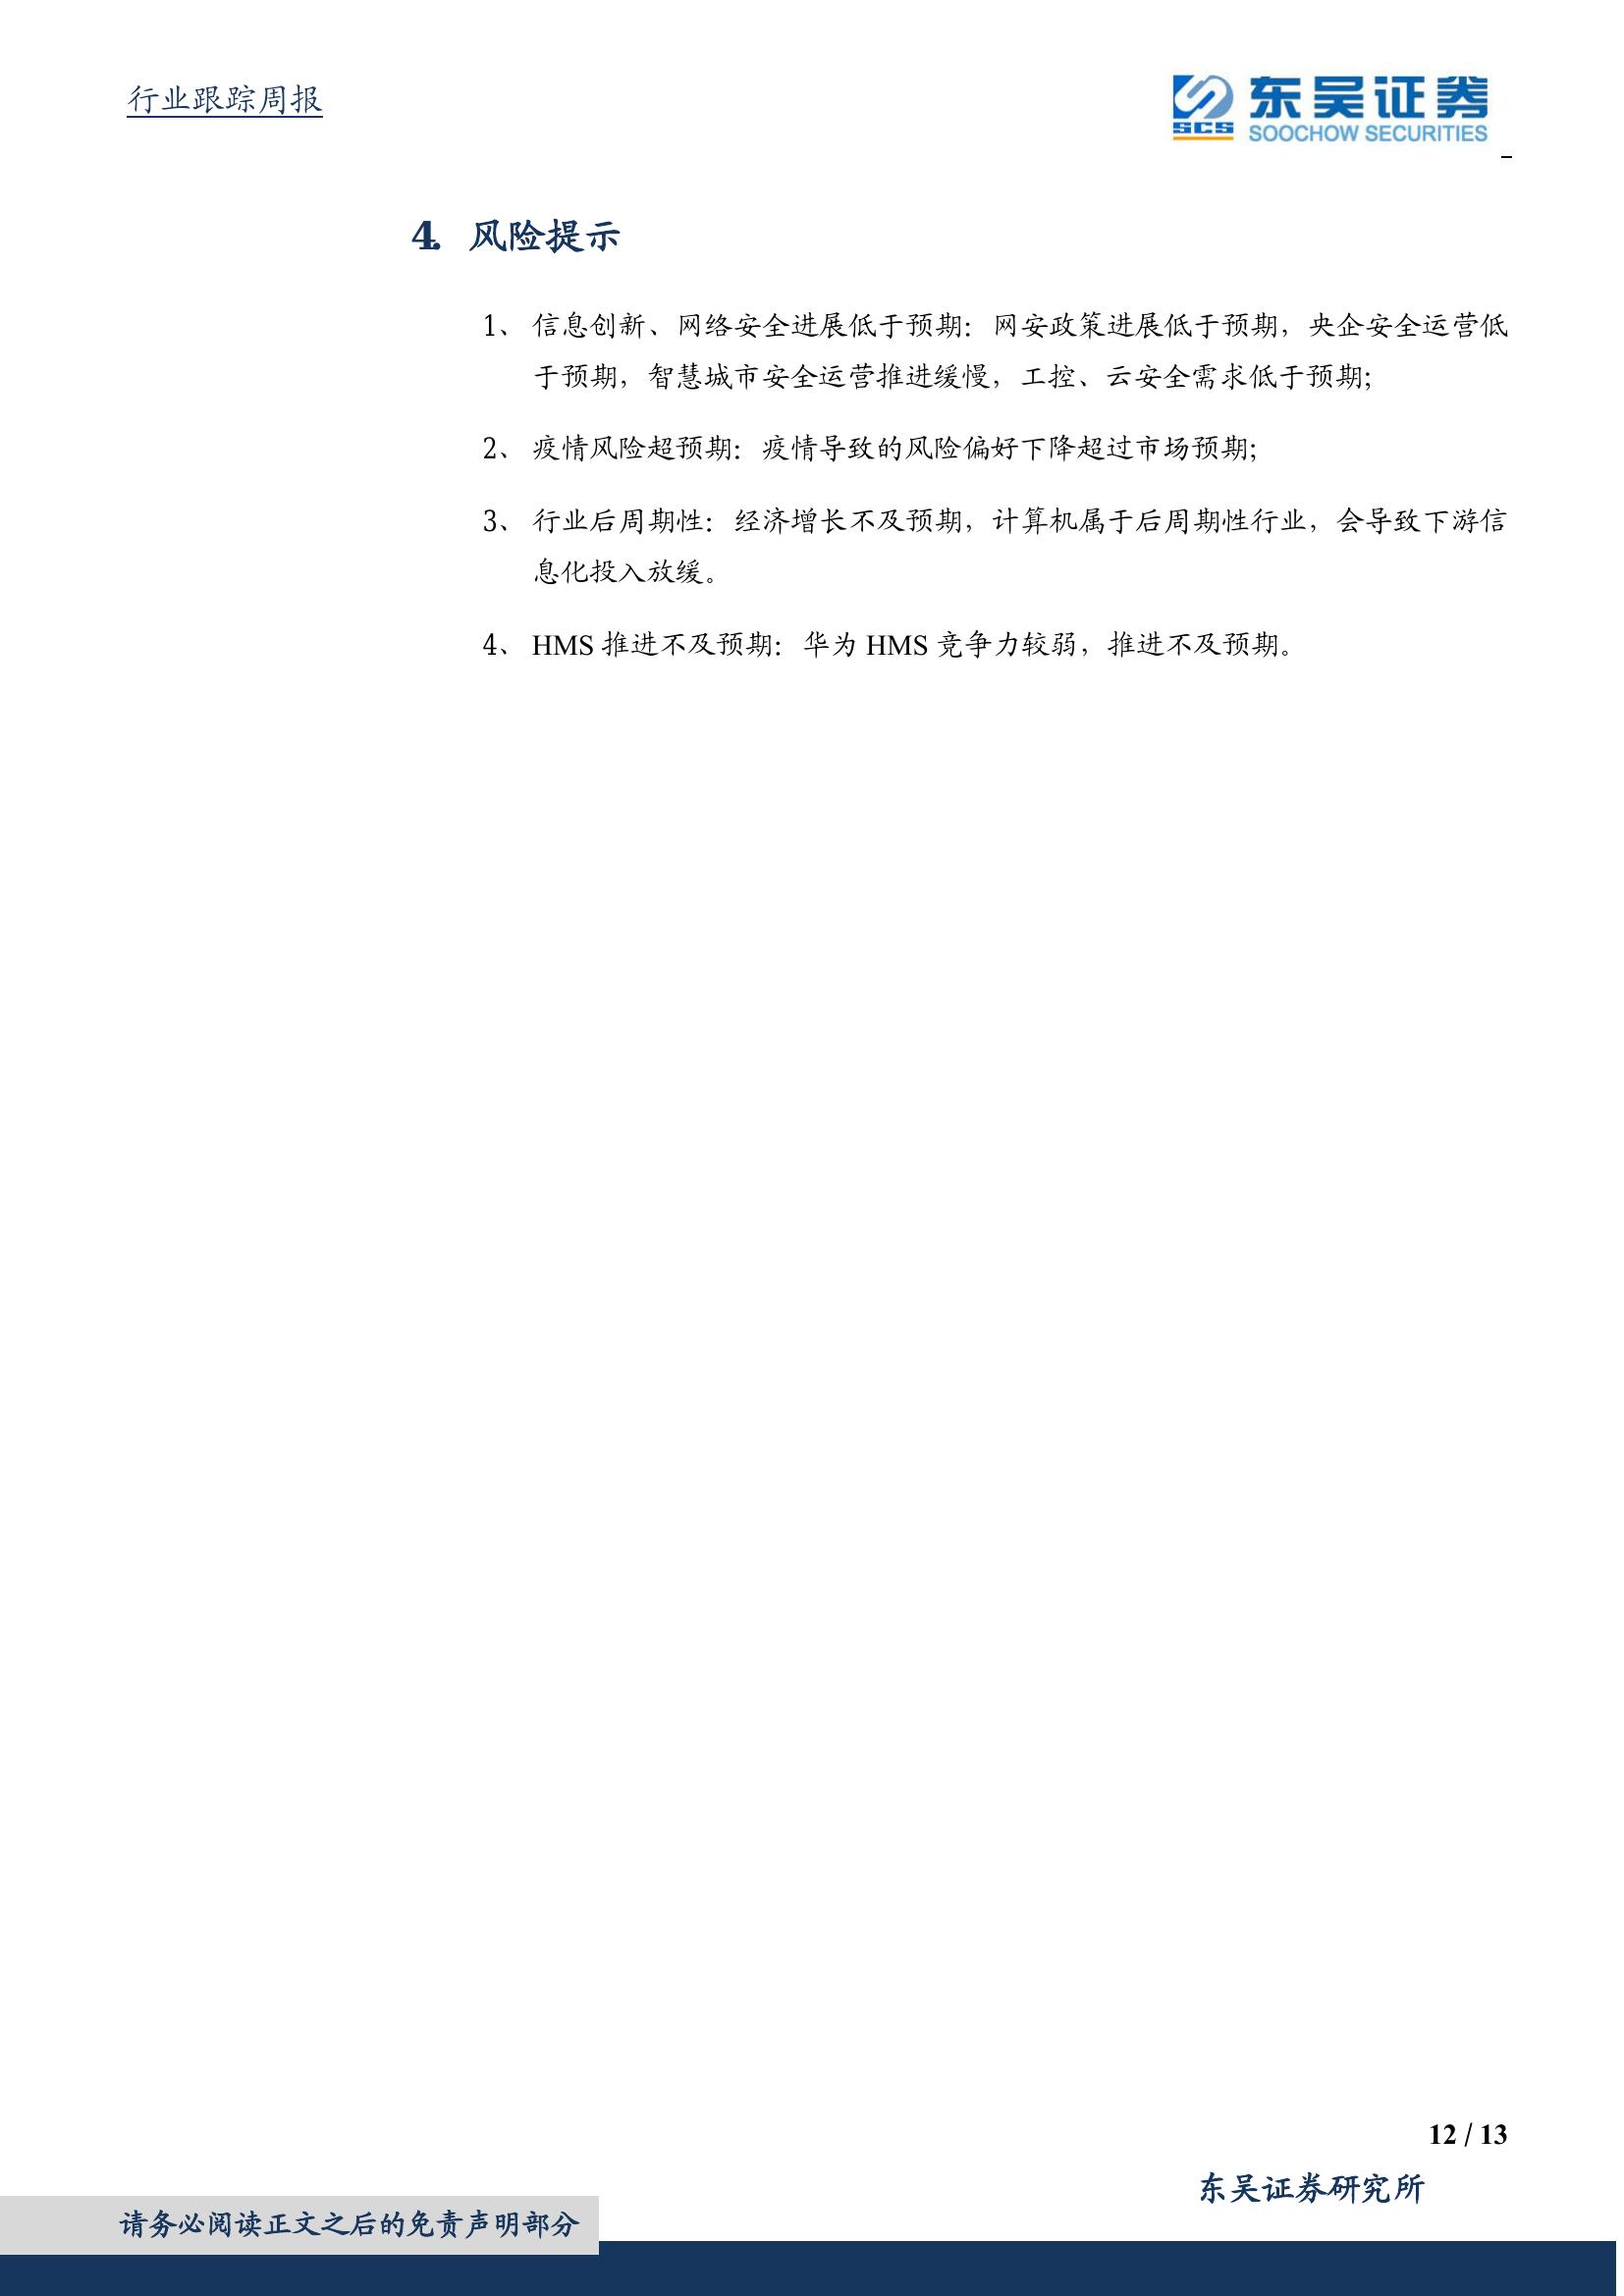 行业跟踪周报
SCS
东吴证券
SOOCHOW SECURITIES
4. 风险提示
1、 信息创新、网络安全进展低于预期：网安政策进展低于预期，央企安全运营低
于预期，智慧城市安全运营推进缓慢，工控、云安全需求低于预期；
2、 疫情风险超预期：疫情导致的风险偏好下降超过市场预期；
3、 行业后周期性：经济增长不及预期，计算机属于后周期性行业，会导致下游信
息化投入放缓。
4、 HMS 推进不及预期：华为 HMS 竞争力较弱，推进不及预期。
12 / 13
东吴证券研究所
请务必阅读正文之后的免责声明部分